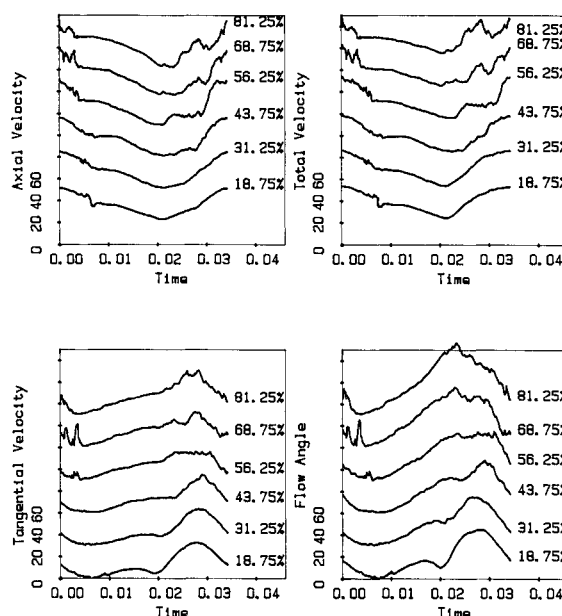 Axial Velocity
0 20 40 60
81.25%
68.75%
56.25%
43.75%
31.25%
18.75%
0.00 0.01 0.02 0.03 0.04
Time
Total Velocity
0 20 40 60
81.25%
68.75%
56.25%
43.75%
31.25%
18.75%
0.00 0.01 0.02 0.03 0.04
Time
Tangential Velocity
0 20 40 60
81.25%
68.75%
56.25%
43.75%
31.25%
18.75%
0.00 0.01 0.02 0.03 0.04
Time
Flow Angle
0 20 40 60
81.25%
68.75%
56.25%
43.75%
31.25%
18.75%
0.00 0.01 0.02 0.03 0.04
Time